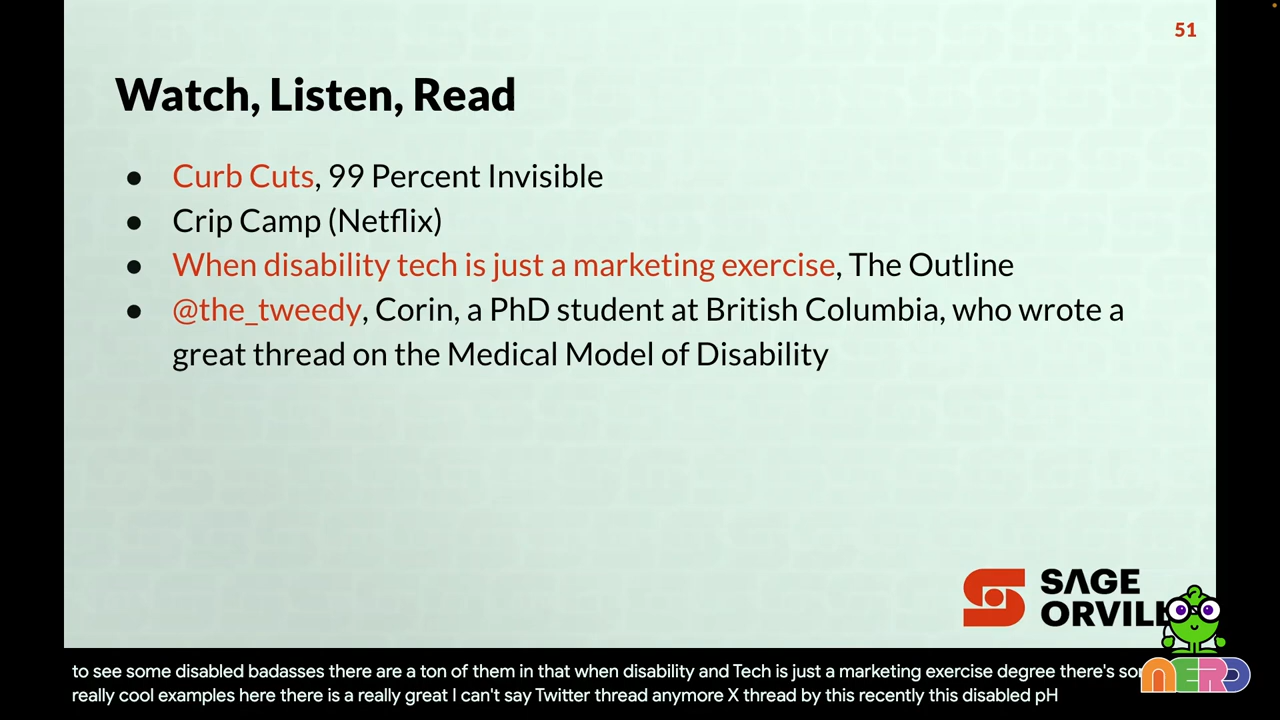 51
Watch, Listen, Read
● Curb Cuts, 99 Percent Invisible
● Crip Camp (Netflix)
● When disability tech is just a marketing exercise, The Outline
● @the_tweedy, Corin, a PhD student at British Columbia, who wrote a
great thread on the Medical Model of Disability
SAGE
ORVILL
to see some disabled badasses there are a ton of them in that when disability and Tech is just a marketing exercise degree there's
really cool examples here there is a really great I can't say Twitter thread anymore X thread by this recently this disabled pH
NERD